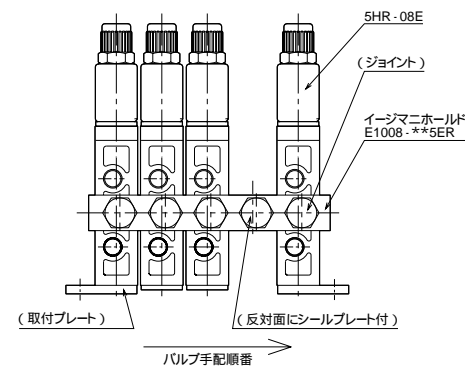 5HR-08E
(ジョイント)
イージマニホールド
E1008-**5ER
(取付プレート)
(反対面にシールプレート付)
バルブ手配順番